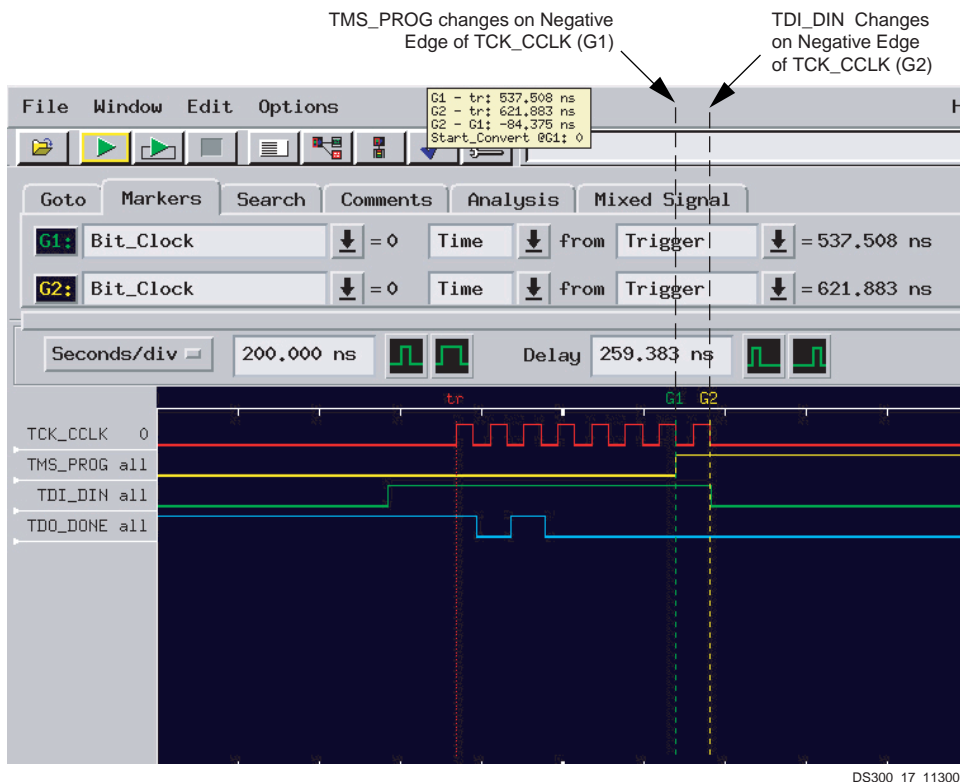 TMS_PROG changes on Negative
Edge of TCK_CCLK (G1)
TDI_DIN Changes
on Negative Edge
of TCK_CCLK (G2)
File Window Edit Options H
G1 - tr: 537.508 ns
G2 - tr: 621.883 ns
G2 - G1: -84.375 ns
Start_Convert @G1: 0
Goto Markers Search Comments Analysis Mixed Signal
G1: Bit_Clock = 0 Time from Trigger = 537.508 ns
G2: Bit_Clock = 0 Time from Trigger = 621.883 ns
Seconds/div 200.000 ns Delay 259.383 ns
tr G1 G2
TCK_CCLK 0
TMS_PROG all
TDI_DIN all
TDO_DONE all
DS300_17_11300